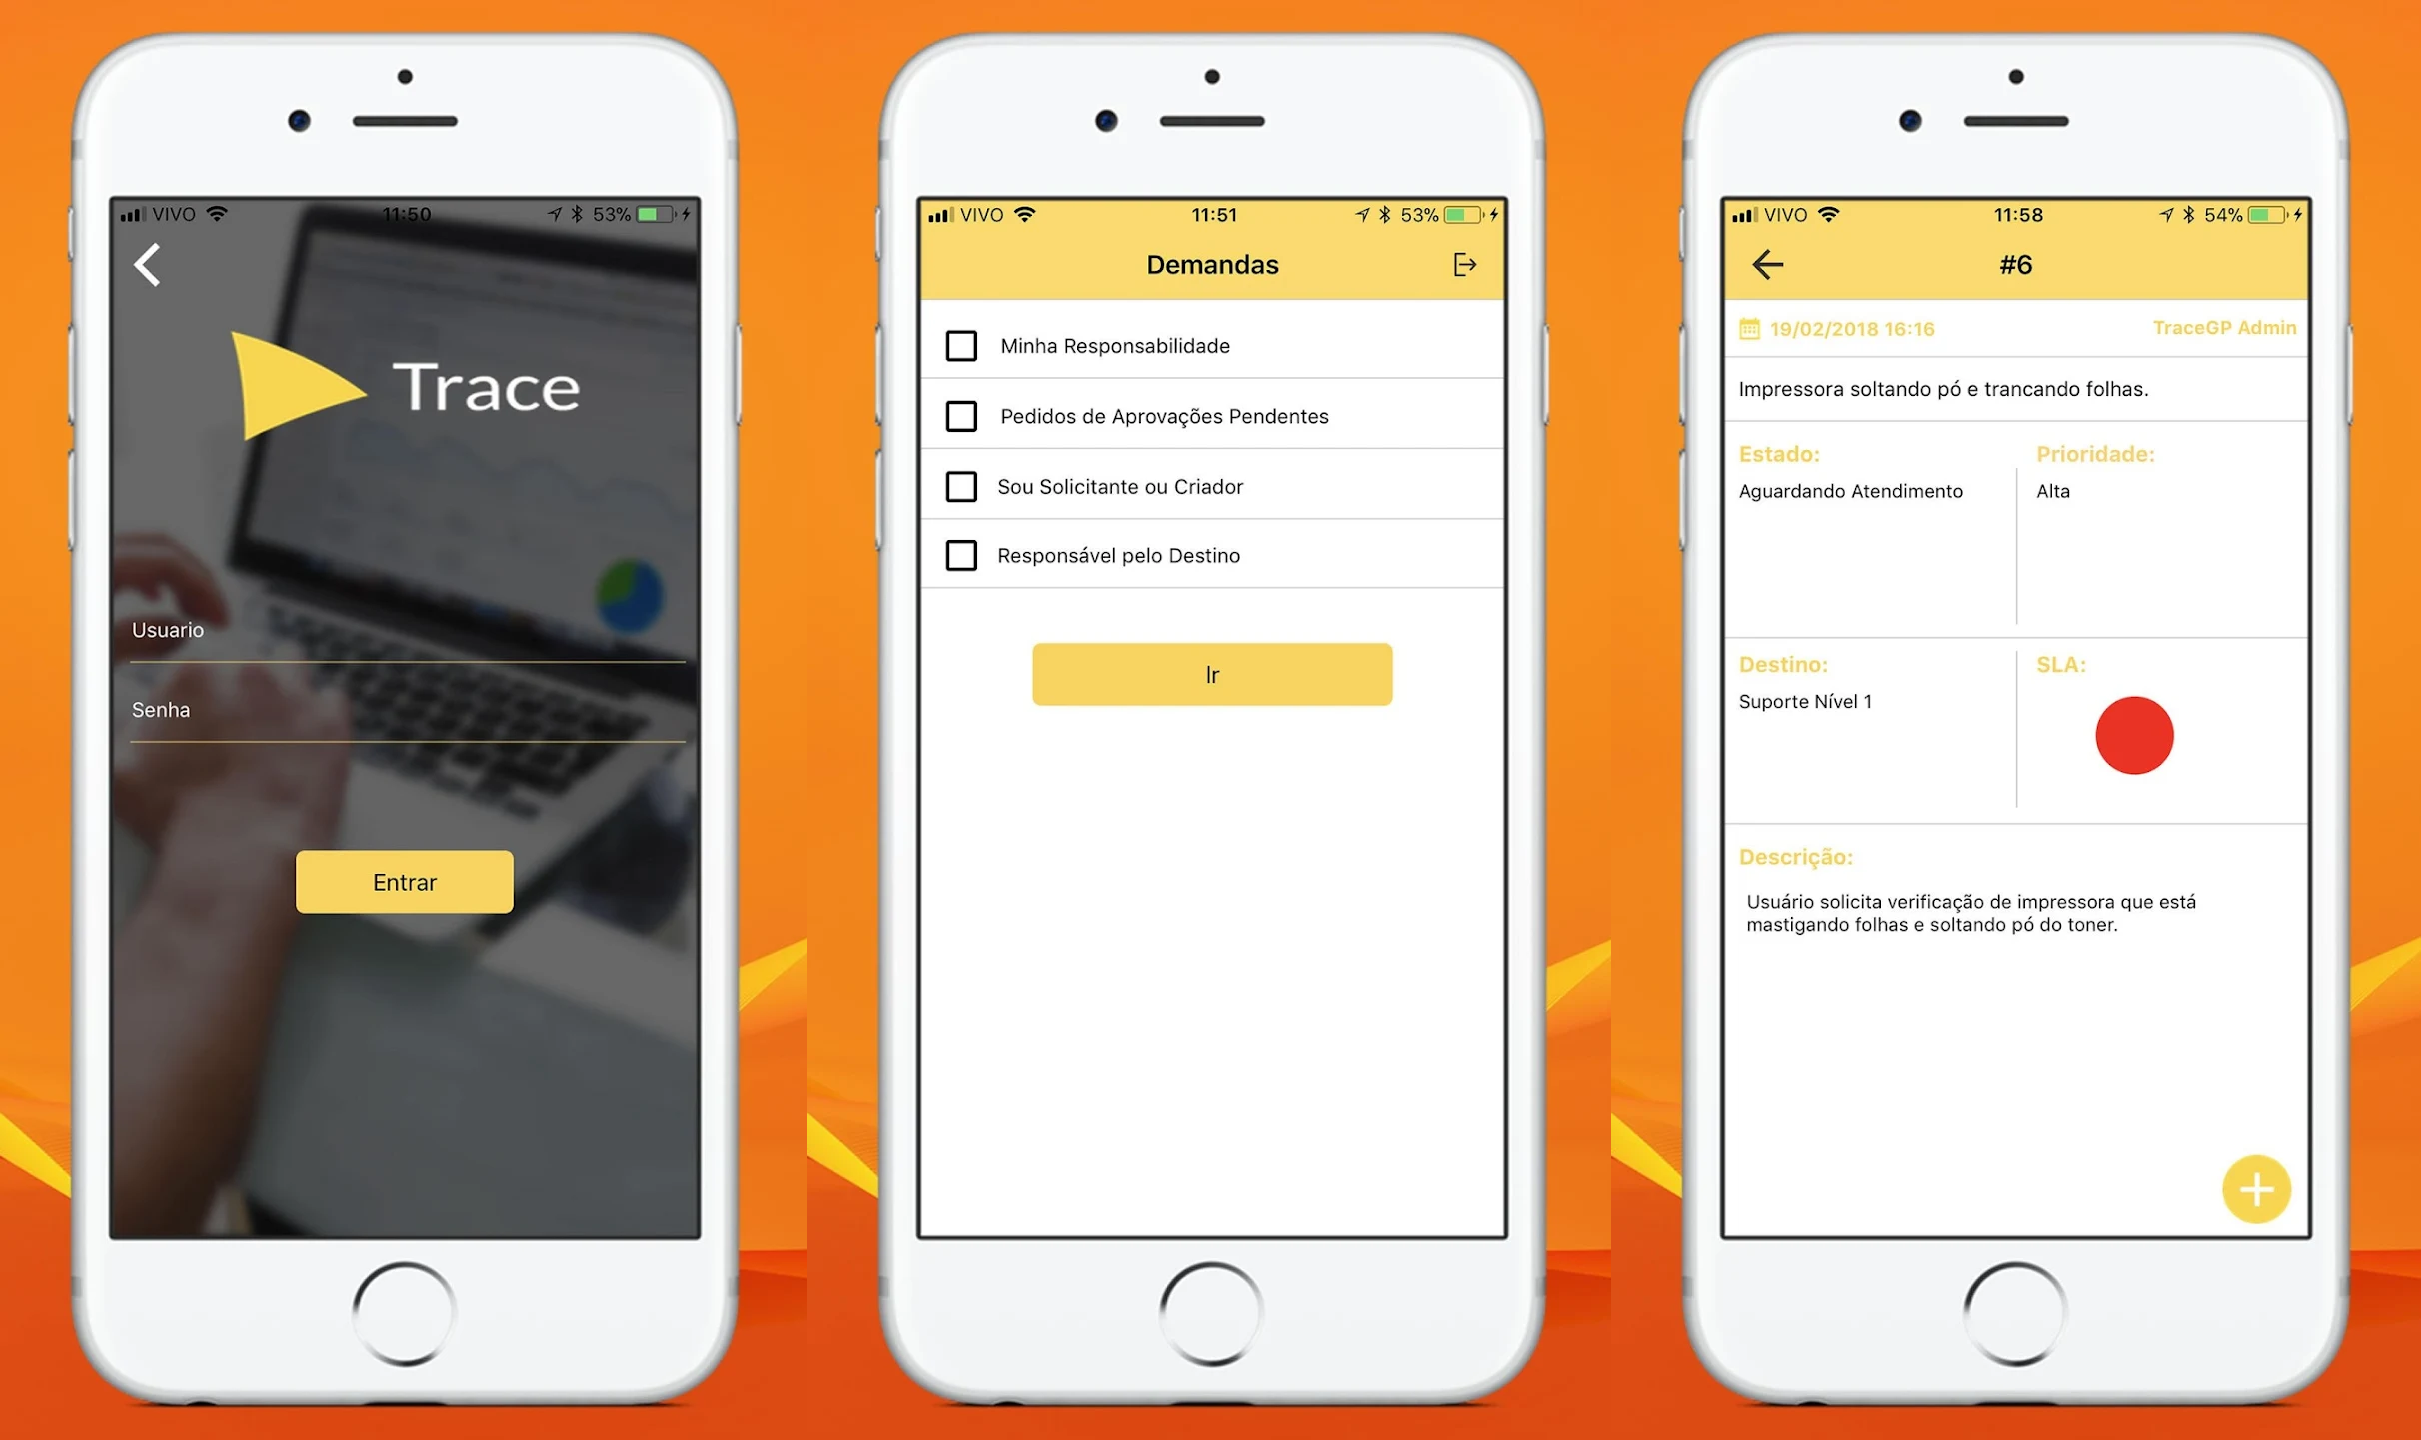 VIVO 11:50 53%
Trace
Usuario
Senha
Entrar
VIVO 11:51 53%
Demandas
Minha Responsabilidade
Pedidos de Aprovações Pendentes
Sou Solicitante ou Criador
Responsável pelo Destino
Ir
VIVO 11:58 54%
#6
19/02/2018 16:16 TraceGP Admin
Impressora soltando pó e trancando folhas.
Estado: Prioridade:
Aguardando Atendimento Alta
Destino: SLA:
Suporte Nível 1
Descrição:
Usuário solicita verificação de impressora que está
mastigando folhas e soltando pó do toner.